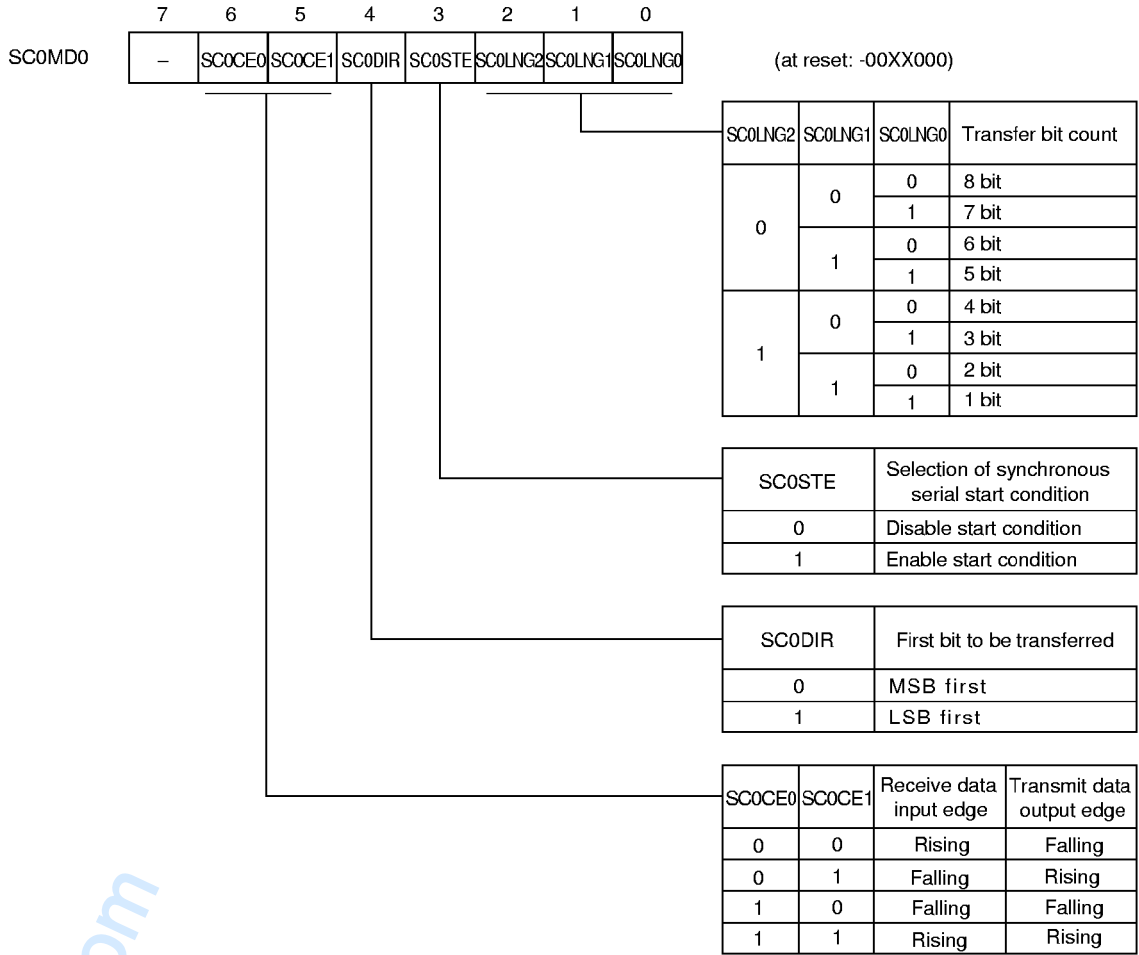 7 6 5 4 3 2 1 0
SC0MD0 – SC0CE0 SC0CE1 SC0DIR SC0STE SC0LNG2 SC0LNG1 SC0LNG0 (at reset: -00XX000)
SC0LNG2 SC0LNG1 SC0LNG0 Transfer bit count
0 0 0 8 bit
1 7 bit
1 0 6 bit
1 5 bit
1 0 0 4 bit
1 3 bit
1 0 2 bit
1 1 bit
SC0STE Selection of synchronous
serial start condition
0 Disable start condition
1 Enable start condition
SC0DIR First bit to be transferred
0 MSB first
1 LSB first
SC0CE0 SC0CE1 Receive data Transmit data
input edge output edge
0 0 Rising Falling
0 1 Falling Rising
1 0 Falling Falling
1 1 Rising Rising
om